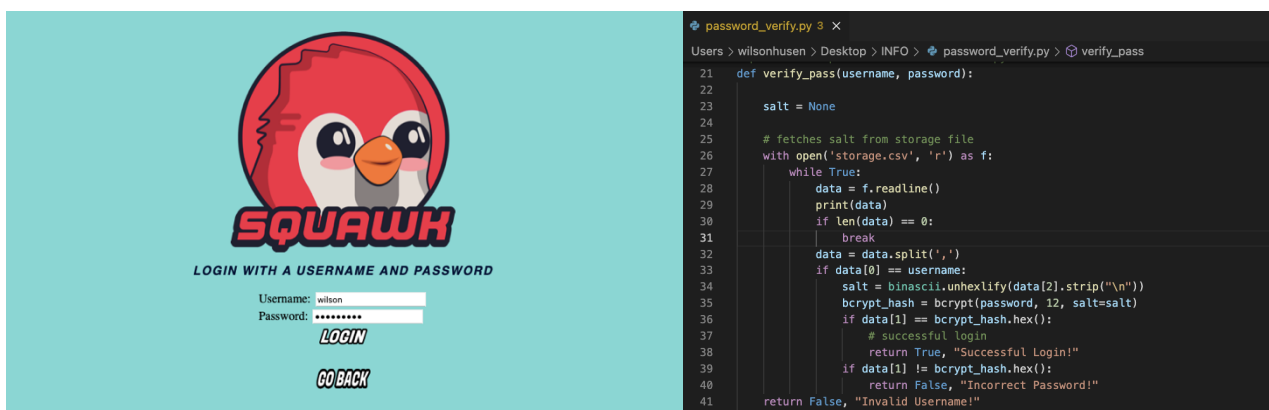 SQUAWK
LOGIN WITH A USERNAME AND PASSWORD
Username: wilson
Password: •••••••••
LOGIN
GO BACK
password_verify.py 3 ×
Users > wilsonhusen > Desktop > INFO > password_verify.py > verify_pass
21 def verify_pass(username, password):
22
23 salt = None
24
25 # fetches salt from storage file
26 with open('storage.csv', 'r') as f:
27 while True:
28 data = f.readline()
29 print(data)
30 if len(data) == 0:
31 break
32 data = data.split(',')
33 if data[0] == username:
34 salt = binascii.unhexlify(data[2].strip("\n"))
35 bcrypt_hash = bcrypt(password, 12, salt=salt)
36 if data[1] == bcrypt_hash.hex():
37 # successful login
38 return True, "Successful Login!"
39 if data[1] != bcrypt_hash.hex():
40 return False, "Incorrect Password!"
41 return False, "Invalid Username!"